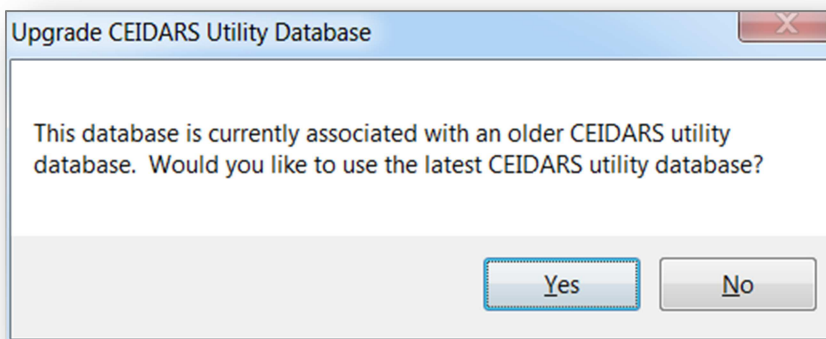 Upgrade CEIDARS Utility Database
X
This database is currently associated with an older CEIDARS utility
database.  Would you like to use the latest CEIDARS utility database?
Yes
No